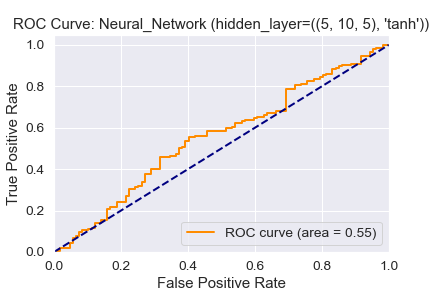 ROC Curve: Neural_Network (hidden_layer=((5, 10, 5), 'tanh'))
1.0
0.8
0.6
0.4
0.2
0.0
True Positive Rate
ROC curve (area = 0.55)
0.0 0.2 0.4 0.6 0.8 1.0
False Positive Rate